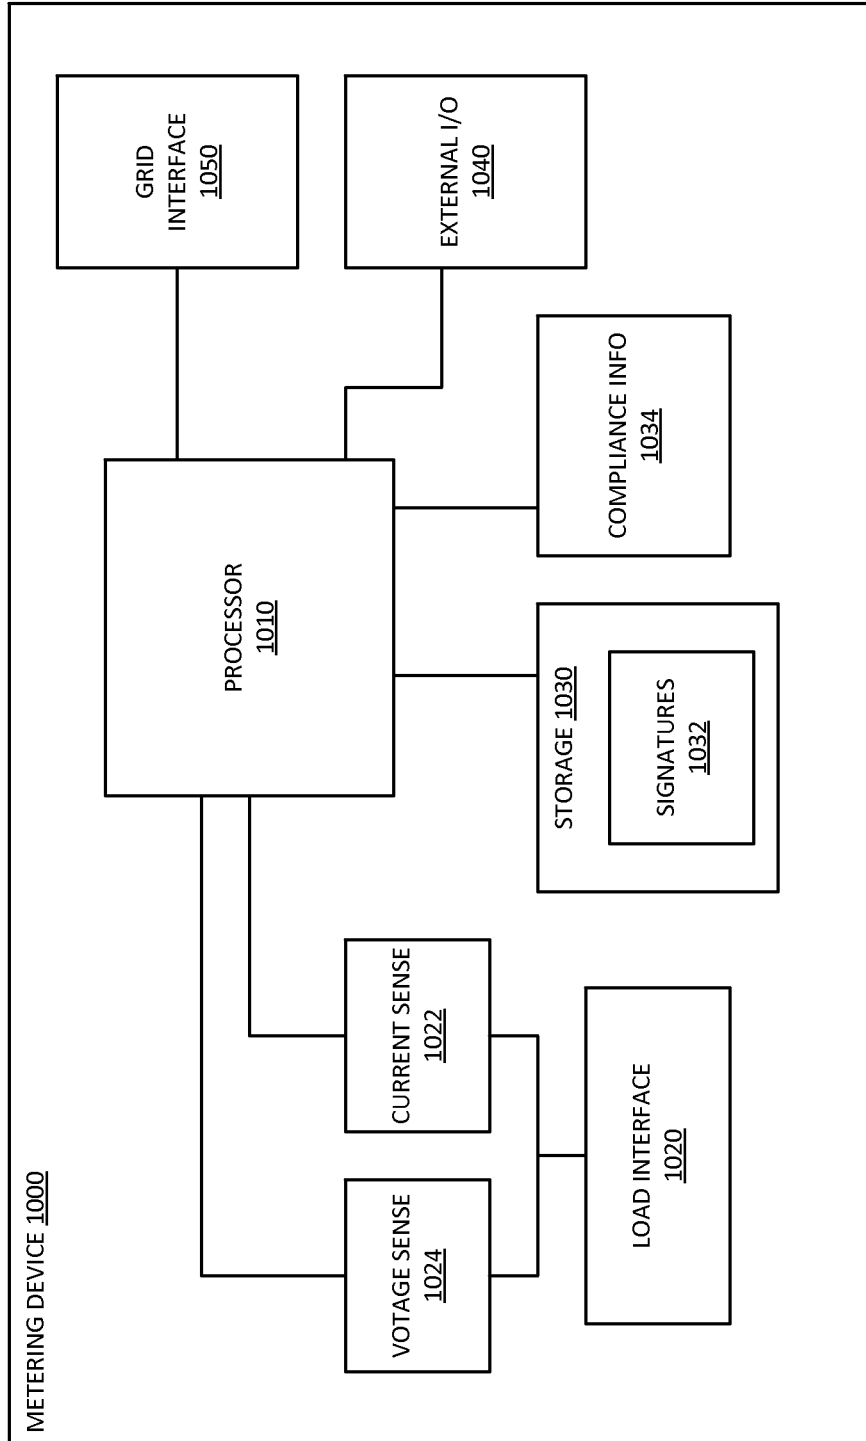 METERING DEVICE 1000
VOTAGE SENSE
1024
CURRENT SENSE
1022
LOAD INTERFACE
1020
PROCESSOR
1010
STORAGE 1030
SIGNATURES
1032
COMPLIANCE INFO
1034
GRID
INTERFACE
1050
EXTERNAL I/O
1040